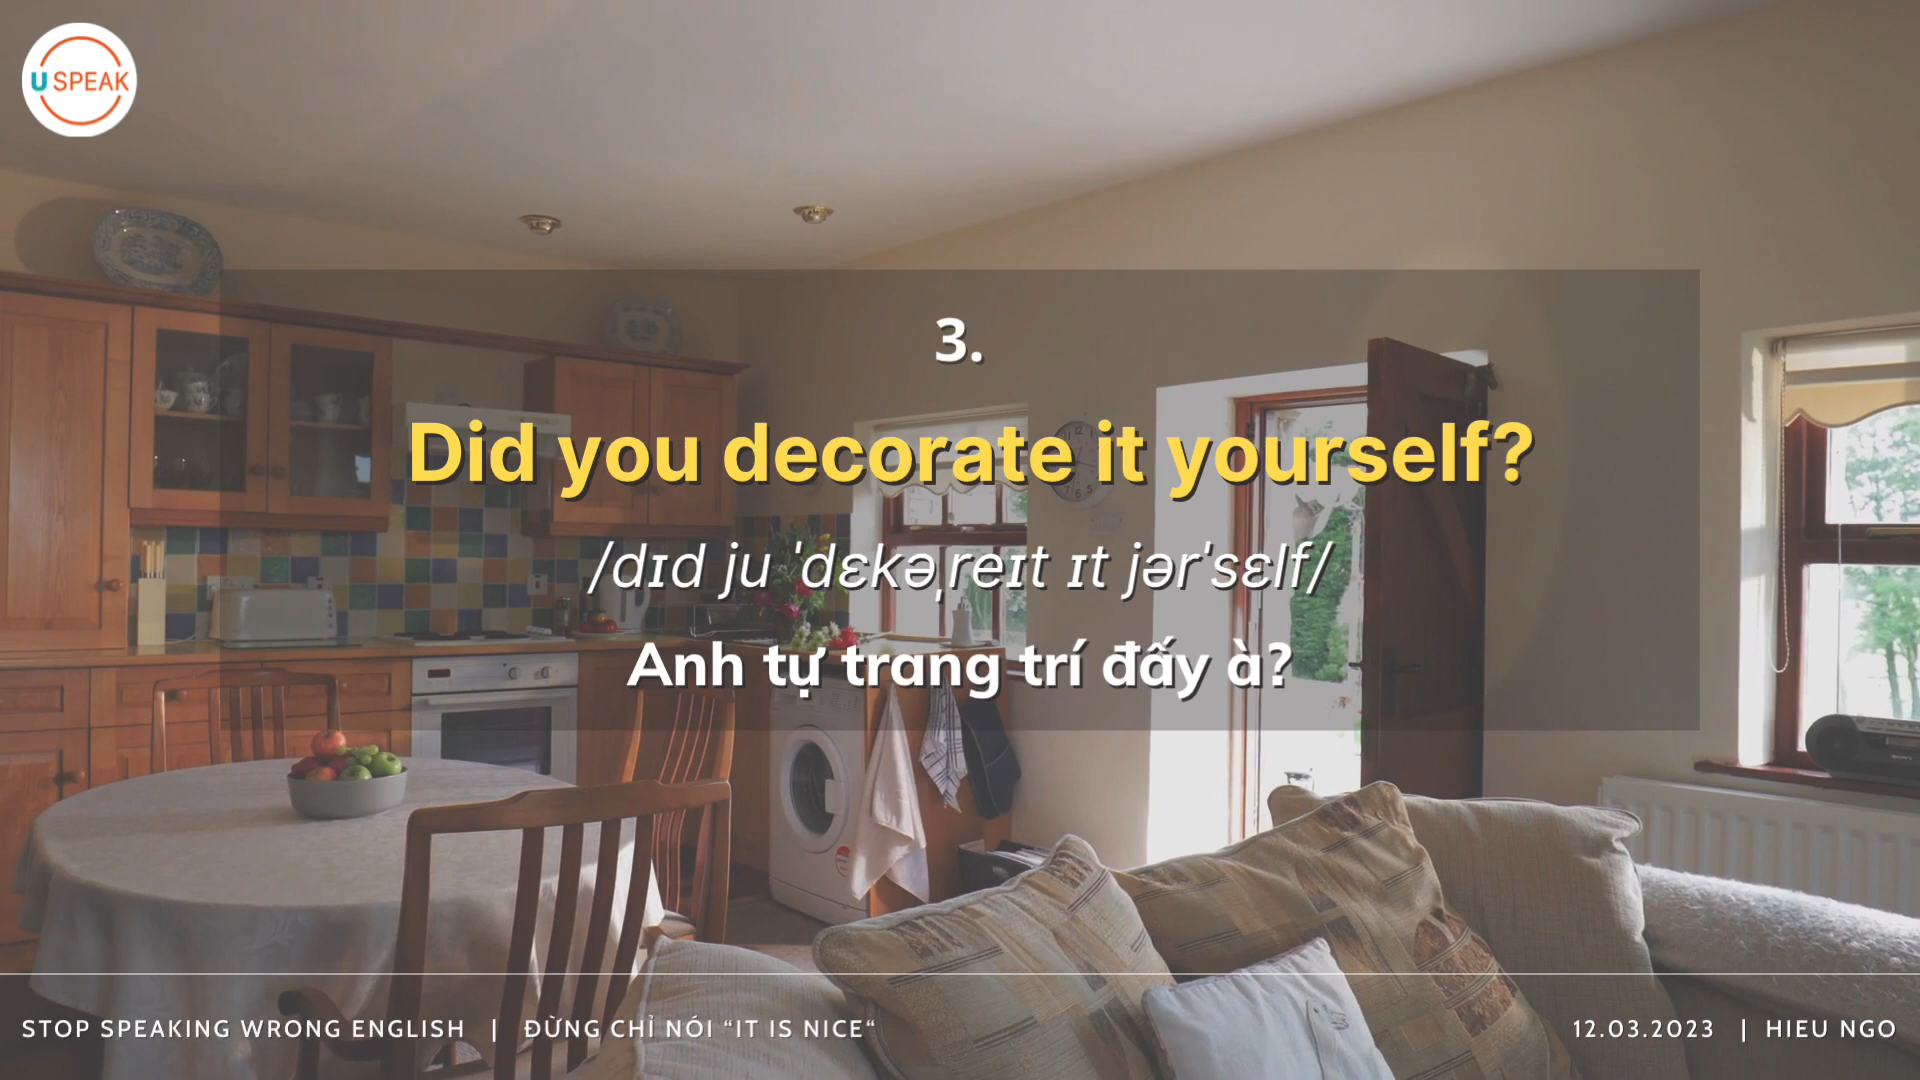 U SPEAK
3.
Did you decorate it yourself?
/dɪd ju ˈdɛkəˌreɪt ɪt jərˈsɛlf/
Anh tự trang trí đấy à?
STOP SPEAKING WRONG ENGLISH | ĐỪNG CHỈ NÓI “IT IS NICE“
12.03.2023 | HIEU NGO